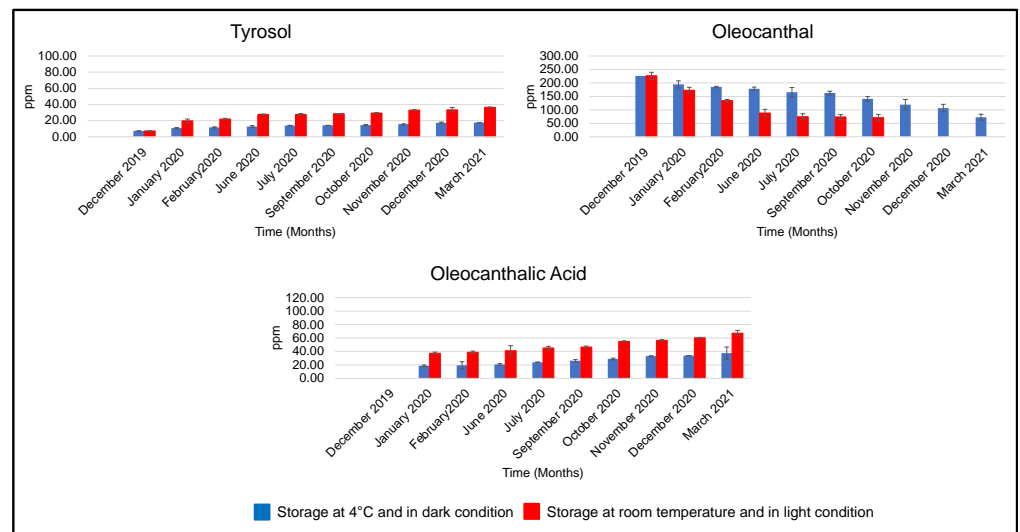 Tyrosol
100.00
80.00
60.00
40.00
20.00
0.00
ppm
December 2019
January 2020
February2020
June 2020
July 2020
September 2020
October 2020
November 2020
December 2020
March 2021
Time (Months)
Oleocanthal
300.00
250.00
200.00
150.00
100.00
50.00
0.00
ppm
December 2019
January 2020
February2020
June 2020
July 2020
September 2020
October 2020
November 2020
December 2020
March 2021
Time (Months)
Oleocanthalic Acid
120.00
100.00
80.00
60.00
40.00
20.00
0.00
ppm
December 2019
January 2020
February2020
June 2020
July 2020
September 2020
October 2020
November 2020
December 2020
March 2021
Time (Months)
Storage at 4°C and in dark condition
Storage at room temperature and in light condition